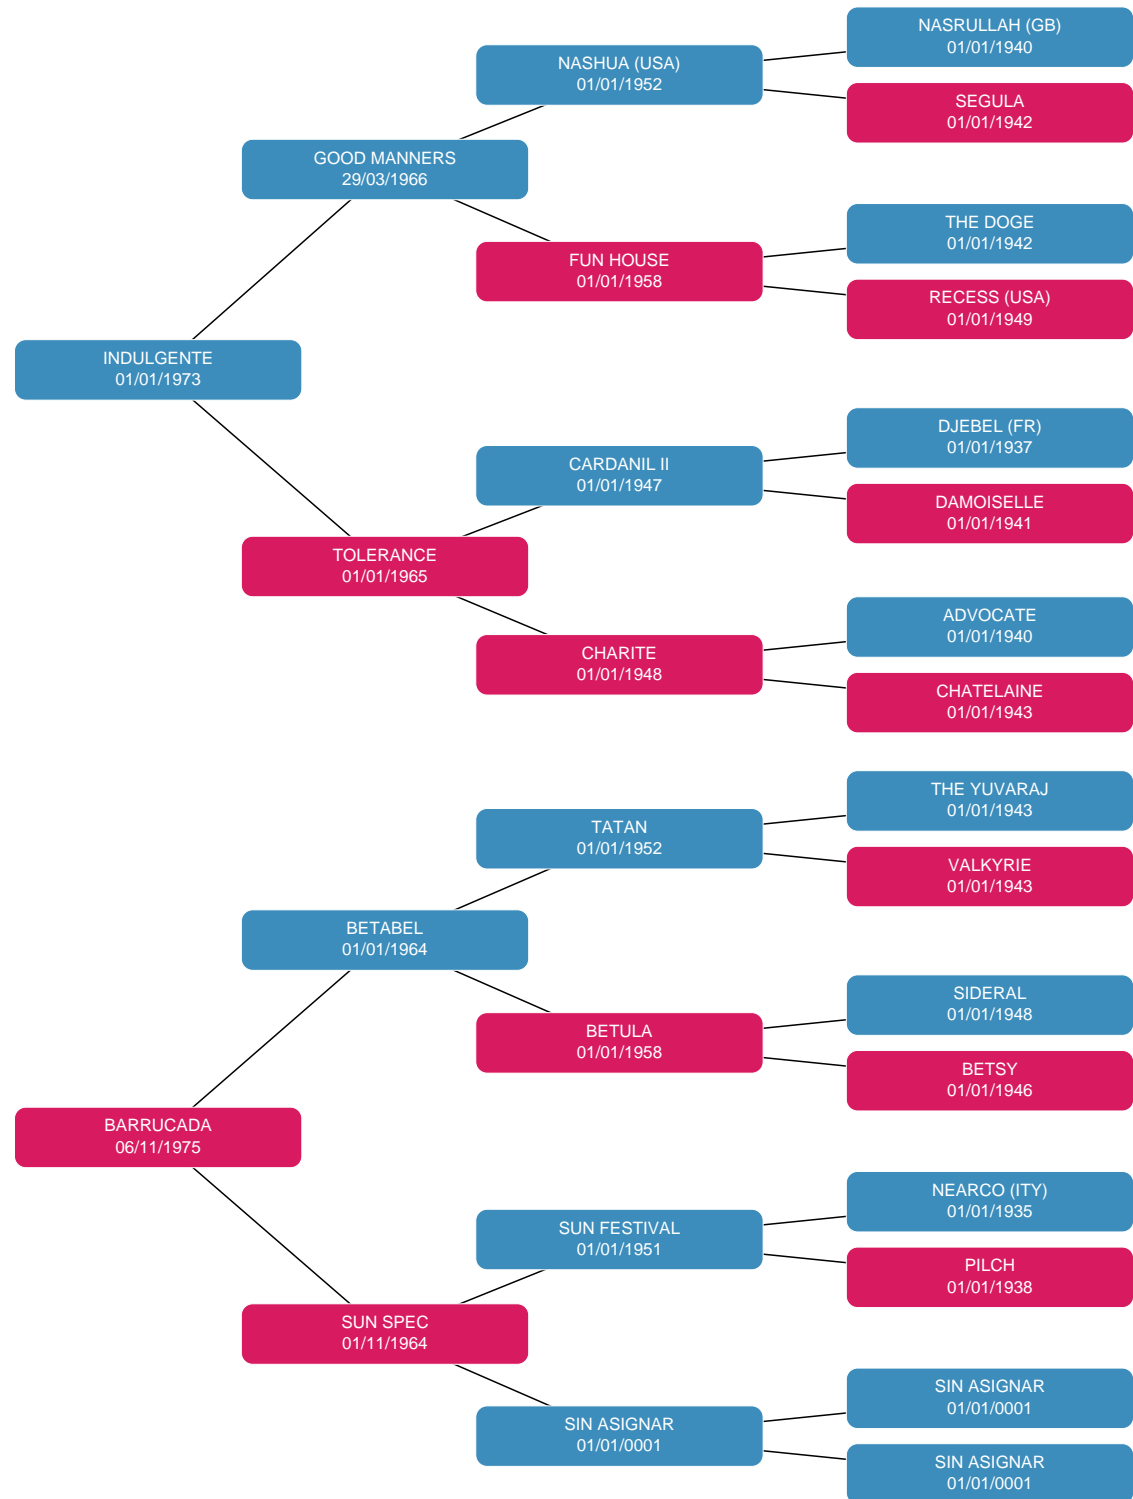 NASRULLAH (GB)
01/01/1940
NASHUA (USA)
01/01/1952
SEGULA
01/01/1942
GOOD MANNERS
29/03/1966
THE DOGE
01/01/1942
FUN HOUSE
01/01/1958
RECESS (USA)
01/01/1949
INDULGENTE
01/01/1973
DJEBEL (FR)
01/01/1937
CARDANIL II
01/01/1947
DAMOISELLE
01/01/1941
TOLERANCE
01/01/1965
ADVOCATE
01/01/1940
CHARITE
01/01/1948
CHATELAINE
01/01/1943
THE YUVARAJ
01/01/1943
TATAN
01/01/1952
VALKYRIE
01/01/1943
BETABEL
01/01/1964
SIDERAL
01/01/1948
BETULA
01/01/1958
BETSY
01/01/1946
BARRUCADA
06/11/1975
NEARCO (ITY)
01/01/1935
SUN FESTIVAL
01/01/1951
PILCH
01/01/1938
SUN SPEC
01/11/1964
SIN ASIGNAR
01/01/0001
SIN ASIGNAR
01/01/0001
SIN ASIGNAR
01/01/0001